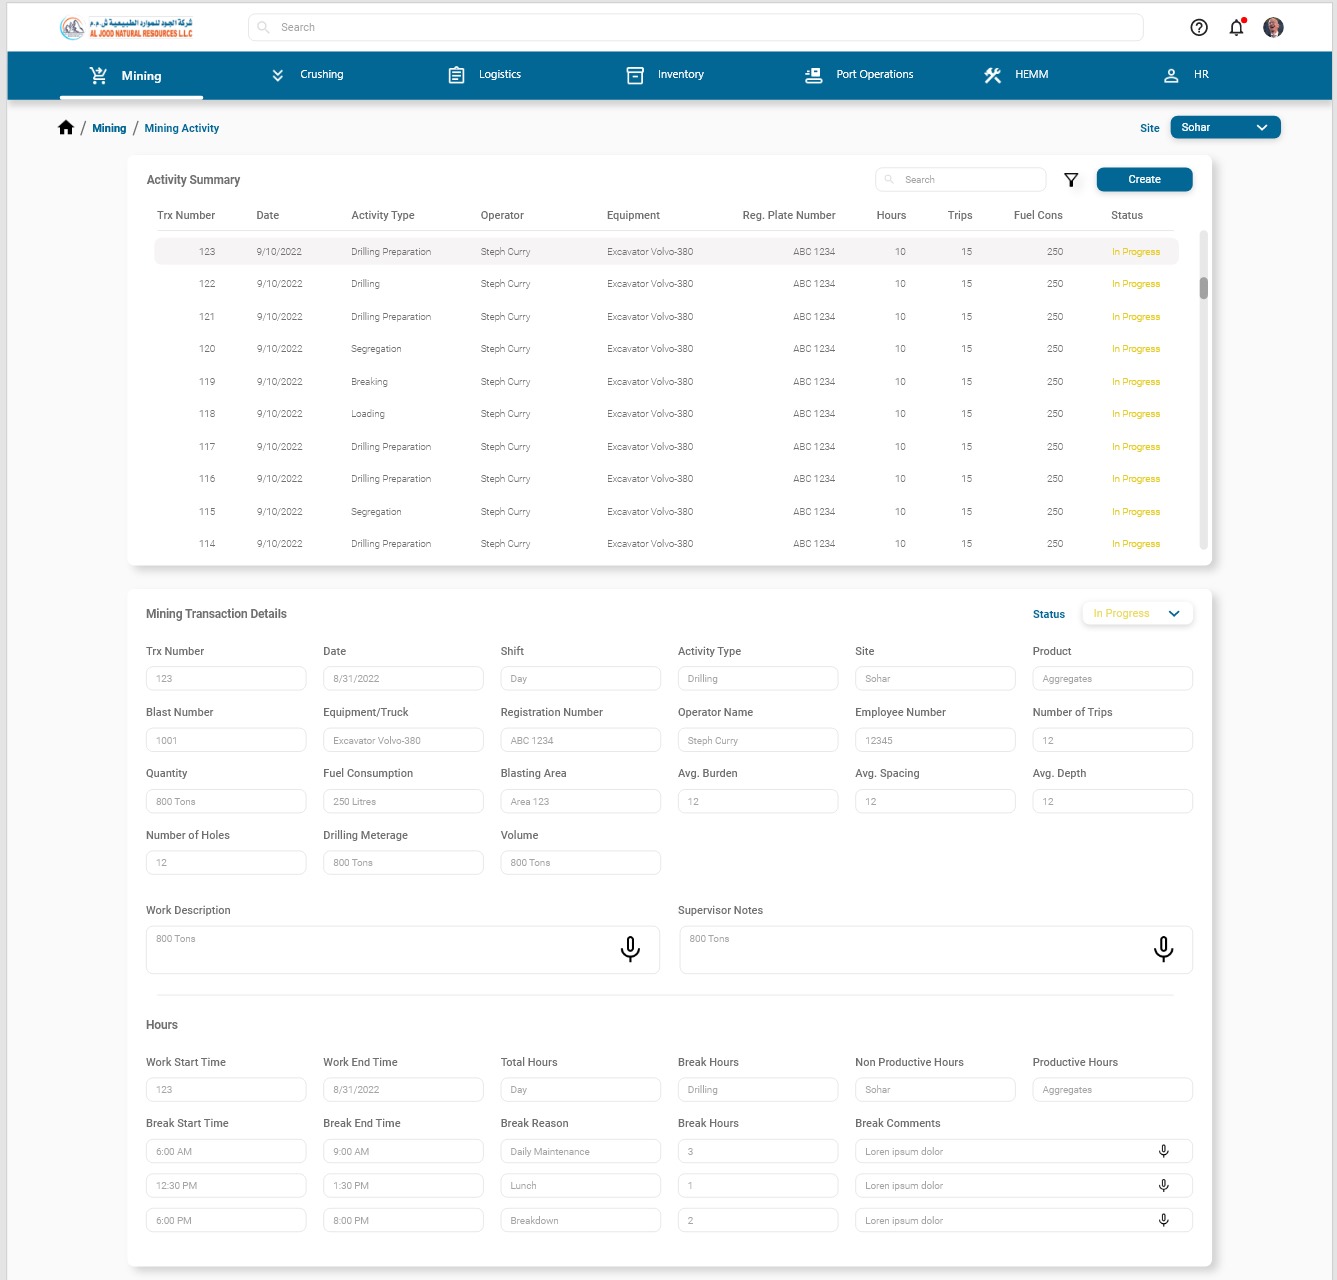 شركة الجود للموارد الطبيعية ش.م.م
AL JOOD NATURAL RESOURCES L.L.C
Search
Mining Crushing Logistics Inventory Port Operations HEMM HR
/ Mining / Mining Activity Site Sohar
Activity Summary Search Create
Trx Number Date Activity Type Operator Equipment Reg. Plate Number Hours Trips Fuel Cons Status
123 9/10/2022 Drilling Preparation Steph Curry Excavator Volvo-380 ABC 1234 10 15 250 In Progress
122 9/10/2022 Drilling Steph Curry Excavator Volvo-380 ABC 1234 10 15 250 In Progress
121 9/10/2022 Drilling Preparation Steph Curry Excavator Volvo-380 ABC 1234 10 15 250 In Progress
120 9/10/2022 Segregation Steph Curry Excavator Volvo-380 ABC 1234 10 15 250 In Progress
119 9/10/2022 Breaking Steph Curry Excavator Volvo-380 ABC 1234 10 15 250 In Progress
118 9/10/2022 Loading Steph Curry Excavator Volvo-380 ABC 1234 10 15 250 In Progress
117 9/10/2022 Drilling Preparation Steph Curry Excavator Volvo-380 ABC 1234 10 15 250 In Progress
116 9/10/2022 Drilling Preparation Steph Curry Excavator Volvo-380 ABC 1234 10 15 250 In Progress
115 9/10/2022 Segregation Steph Curry Excavator Volvo-380 ABC 1234 10 15 250 In Progress
114 9/10/2022 Drilling Preparation Steph Curry Excavator Volvo-380 ABC 1234 10 15 250 In Progress
Mining Transaction Details Status In Progress
Trx Number Date Shift Activity Type Site Product
123 8/31/2022 Day Drilling Sohar Aggregates
Blast Number Equipment/Truck Registration Number Operator Name Employee Number Number of Trips
1001 Excavator Volvo-380 ABC 1234 Steph Curry 12345 12
Quantity Fuel Consumption Blasting Area Avg. Burden Avg. Spacing Avg. Depth
800 Tons 250 Litres Area 123 12 12 12
Number of Holes Drilling Meterage Volume
12 800 Tons 800 Tons
Work Description Supervisor Notes
800 Tons 800 Tons
Hours
Work Start Time Work End Time Total Hours Break Hours Non Productive Hours Productive Hours
123 8/31/2022 Day Drilling Sohar Aggregates
Break Start Time Break End Time Break Reason Break Hours Break Comments
6:00 AM 9:00 AM Daily Maintenance 3 Loren ipsum dolor
12:30 PM 1:30 PM Lunch 1 Loren ipsum dolor
6:00 PM 8:00 PM Breakdown 2 Loren ipsum dolor